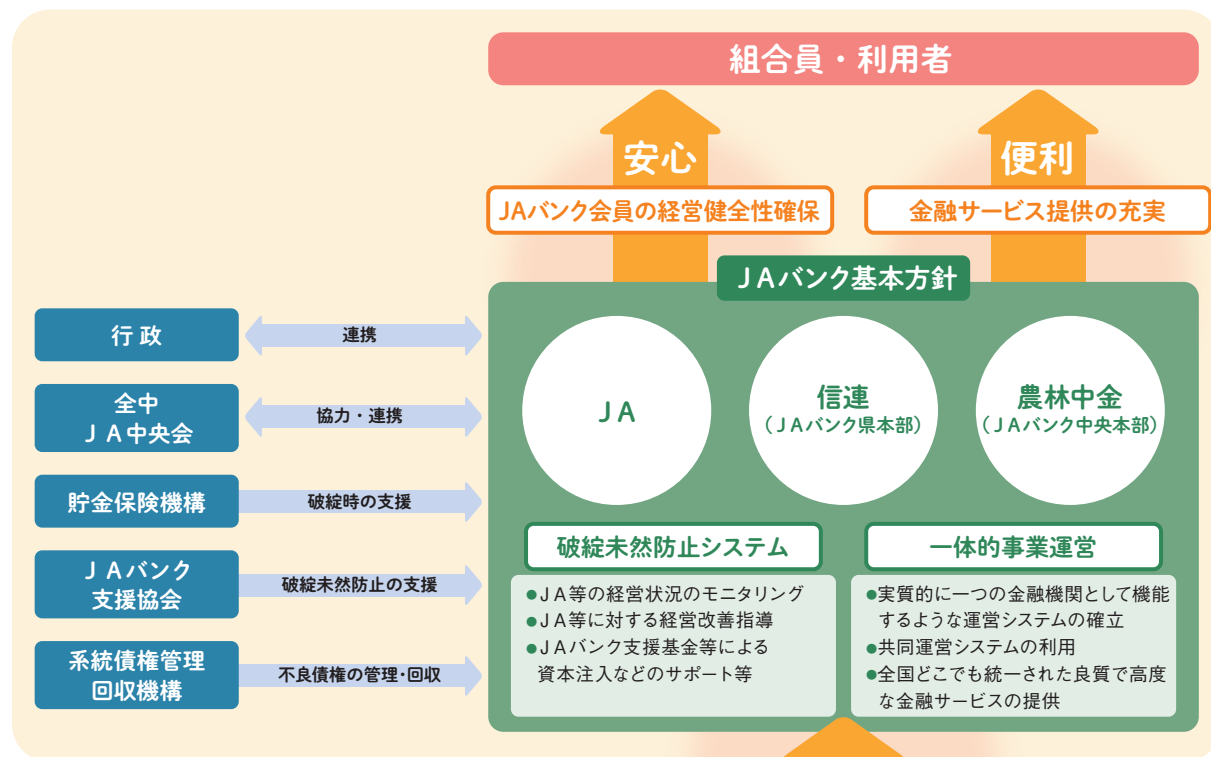 組合員・利用者
安心
便利
JAバンク会員の経営健全性確保
金融サービス提供の充実
JAバンク基本方針
行政
連携
全中
JA中央会
協力・連携
貯金保険機構
破綻時の支援
JAバンク
支援協会
破綻未然防止の支援
系統債権管理
回収機構
不良債権の管理・回収
JA
信連
(JAバンク県本部)
農林中金
(JAバンク中央本部)
破綻未然防止システム
●JA等の経営状況のモニタリング
●JA等に対する経営改善指導
●JAバンク支援基金等による
資本注入などのサポート等
一体的事業運営
●実質的に一つの金融機関として機能
するような運営システムの確立
●共同運営システムの利用
●全国どこでも統一された良質で高度
な金融サービスの提供